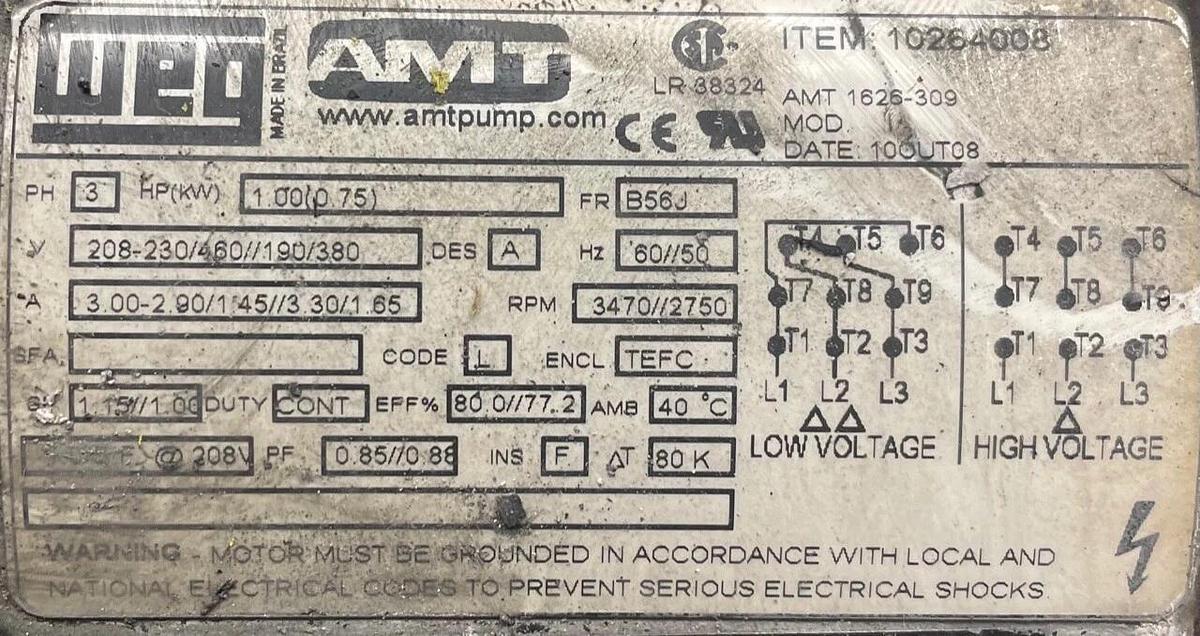 WEG
MADE IN BRAZIL
AMT
www.amtpump.com
LR 38324
ITEM: 10264008
AMT 1626-309
MOD.
DATE: 10OUT08
PH 3 HP(KW) 1.00(0.75) FR B56J
V 208-230/460//190/380 DES A Hz 60//50
A 3.00-2.90/1.45//3.30/1.65 RPM 3470//2750
SFA CODE L ENCL TEFC
1.15//1.00 DUTY CONT EFF% 80.0//77.2 AMB 40 °C
@ 208V PF 0.85//0.88 INS F ΔT 80 K
T4 T5 T6
T7 T8 T9
T1 T2 T3
L1 L2 L3
ΔΔ
LOW VOLTAGE
T4 T5 T6
T7 T8 T9
T1 T2 T3
L1 L2 L3
Δ
HIGH VOLTAGE
WARNING - MOTOR MUST BE GROUNDED IN ACCORDANCE WITH LOCAL AND
NATIONAL ELECTRICAL CODES TO PREVENT SERIOUS ELECTRICAL SHOCKS.